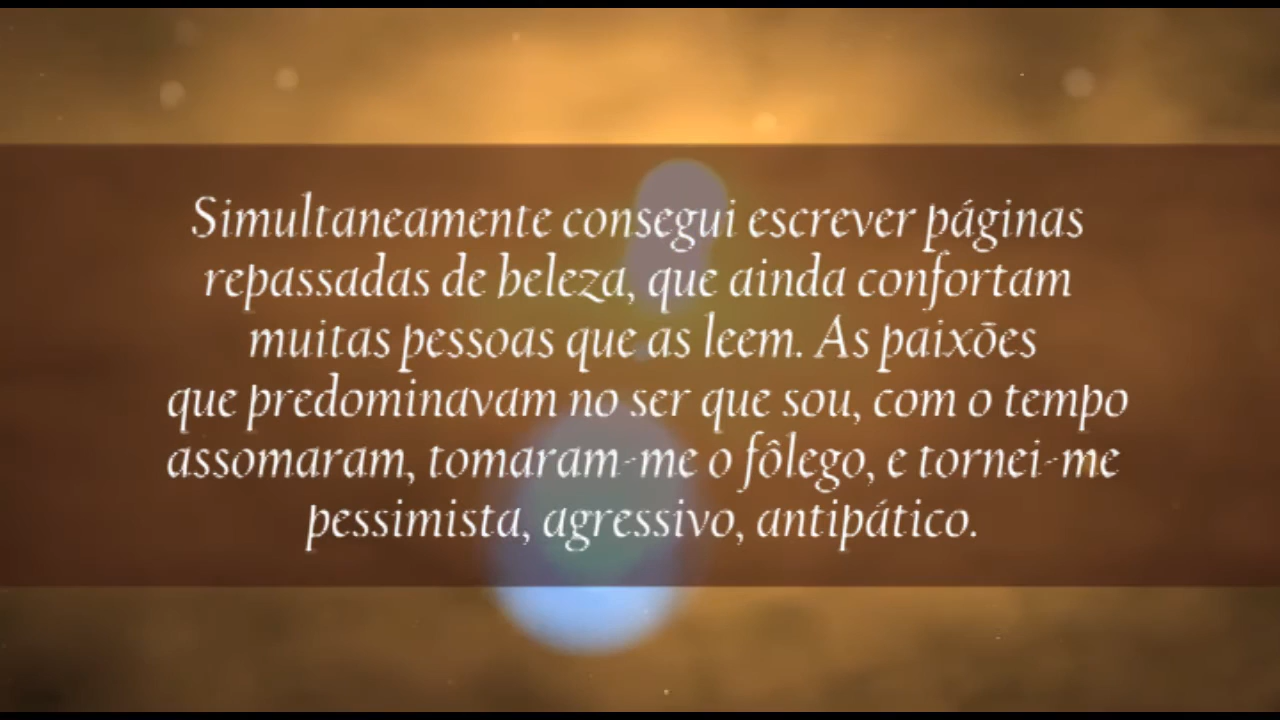 Simultaneamente consegui escrever páginas
repassadas de beleza, que ainda confortam
muitas pessoas que as leem. As paixões
que predominavam no ser que sou, com o tempo
assomaram, tomaram-me o fôlego, e tornei-me
pessimista, agressivo, antipático.